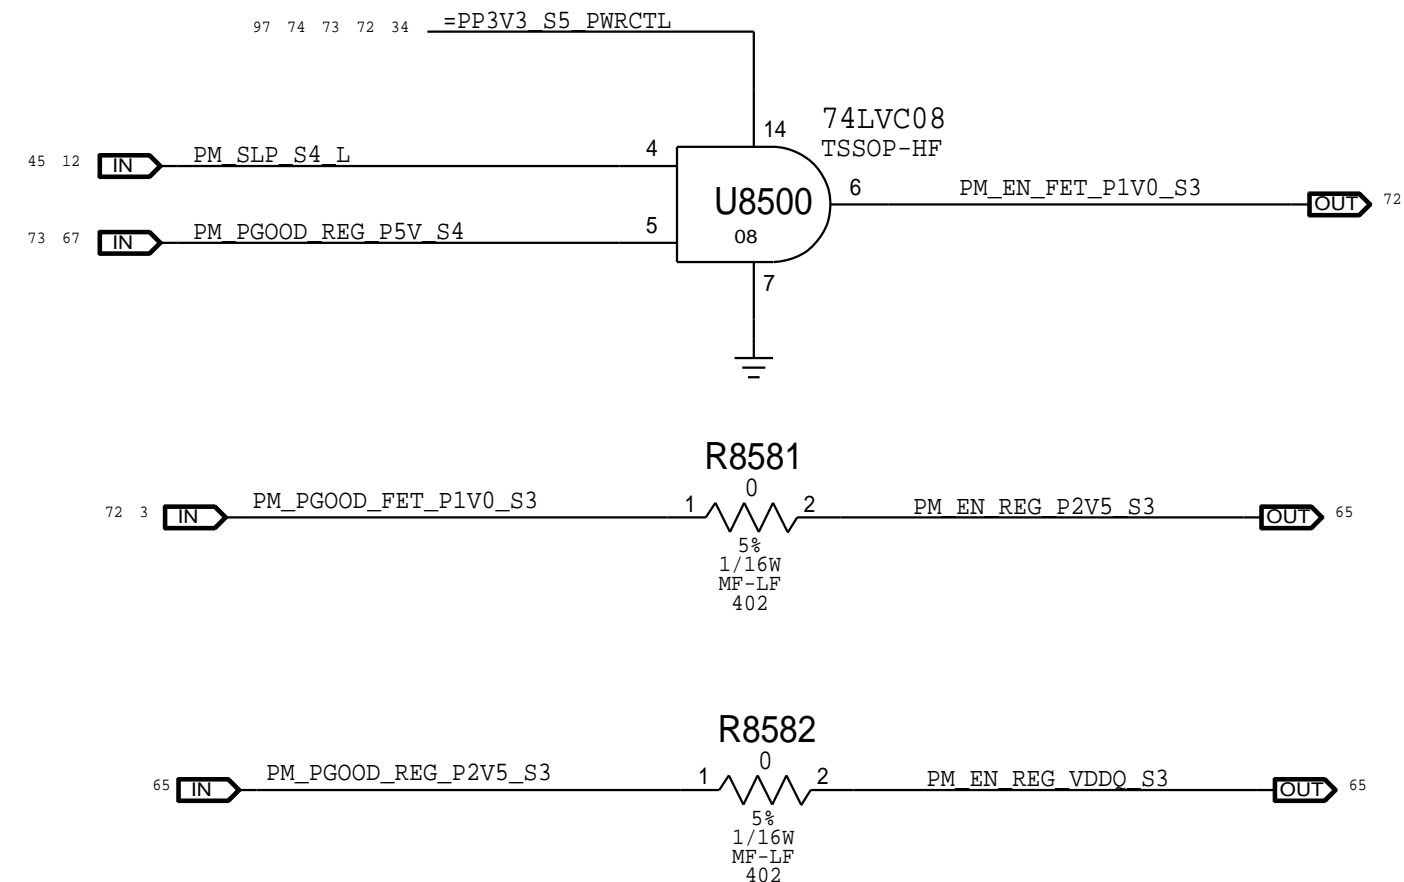 97 74 73 72 34 =PP3V3_S5_PWRCTL
14 74LVC08
TSSOP-HF
45 12 IN PM_SLP_S4_L 4
U8500
08
6 PM_EN_FET_P1V0_S3 OUT 72
73 67 IN PM_PGOOD_REG_P5V_S4 5
7
R8581
0
72 3 IN PM_PGOOD_FET_P1V0_S3 1 2 PM_EN_REG_P2V5_S3 OUT 65
5%
1/16W
MF-LF
402
R8582
0
65 IN PM_PGOOD_REG_P2V5_S3 1 2 PM_EN_REG_VDDQ_S3 OUT 65
5%
1/16W
MF-LF
402